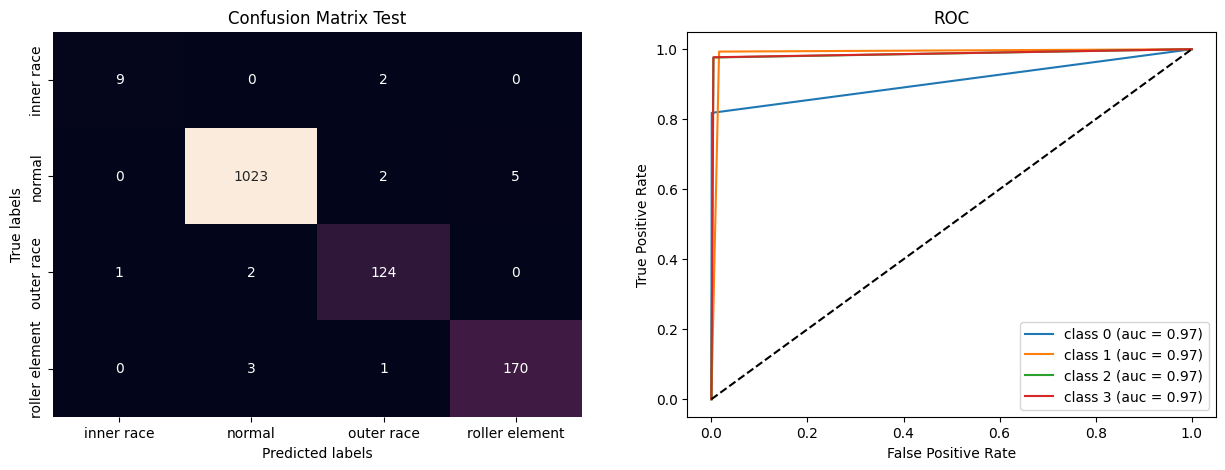 Confusion Matrix Test
True labels
inner race
normal
outer race
roller element
9 0 2 0
0 1023 2 5
1 2 124 0
0 3 1 170
inner race normal outer race roller element
Predicted labels
ROC
True Positive Rate
1.0
0.8
0.6
0.4
0.2
0.0
class 0 (auc = 0.97)
class 1 (auc = 0.97)
class 2 (auc = 0.97)
class 3 (auc = 0.97)
0.0 0.2 0.4 0.6 0.8 1.0
False Positive Rate